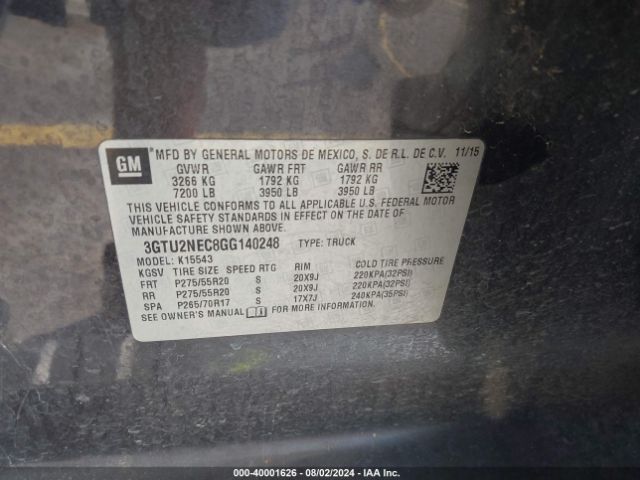 GM
MFD BY GENERAL MOTORS DE MEXICO, S. DE R.L. DE C.V. 11/15
GVWR GAWR FRT GAWR RR
3266 KG 1792 KG 1792 KG
7200 LB 3950 LB 3950 LB
THIS VEHICLE CONFORMS TO ALL APPLICABLE U.S. FEDERAL MOTOR
VEHICLE SAFETY STANDARDS IN EFFECT ON THE DATE OF
MANUFACTURE SHOWN ABOVE.
3GTU2NEC8GG140248 TYPE: TRUCK
K15543
KGSV TIRE SIZE SPEED RTG RIM COLD TIRE PRESSURE
FRT P275/55R20 S 20X9J 220KPA(32PSI)
RR P275/55R20 S 20X9J 220KPA(32PSI)
SPA P265/70R17 S 17X7J 240KPA(35PSI)
SEE OWNER'S MANUAL FOR MORE INFORMATION.
000-40001626 - 08/02/2024 - IAA Inc.